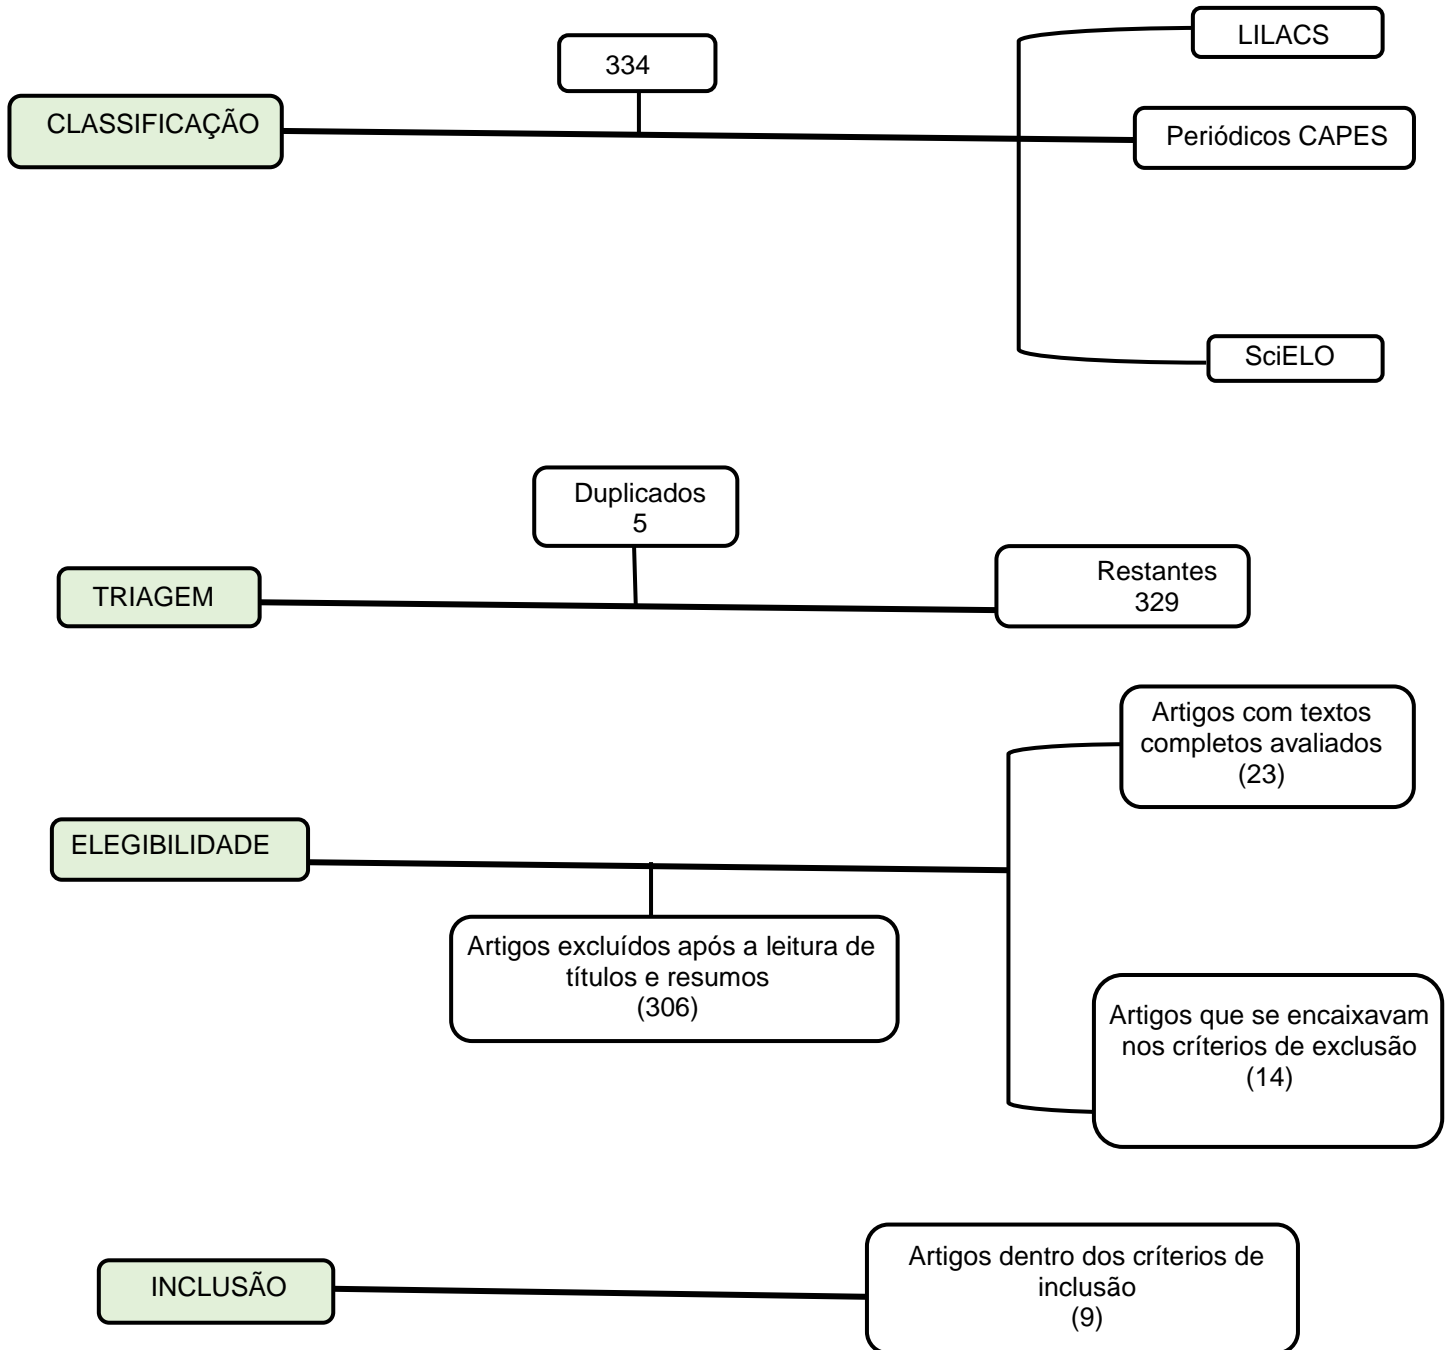 LILACS
334
CLASSIFICAÇÃO
Periódicos CAPES
SciELO
Duplicados
5
TRIAGEM
Restantes
329
Artigos com textos
completos avaliados
(23)
ELEGIBILIDADE
Artigos excluídos após a leitura de
títulos e resumos
(306)
Artigos que se encaixavam
nos críterios de exclusão
(14)
INCLUSÃO
Artigos dentro dos críterios de
inclusão
(9)